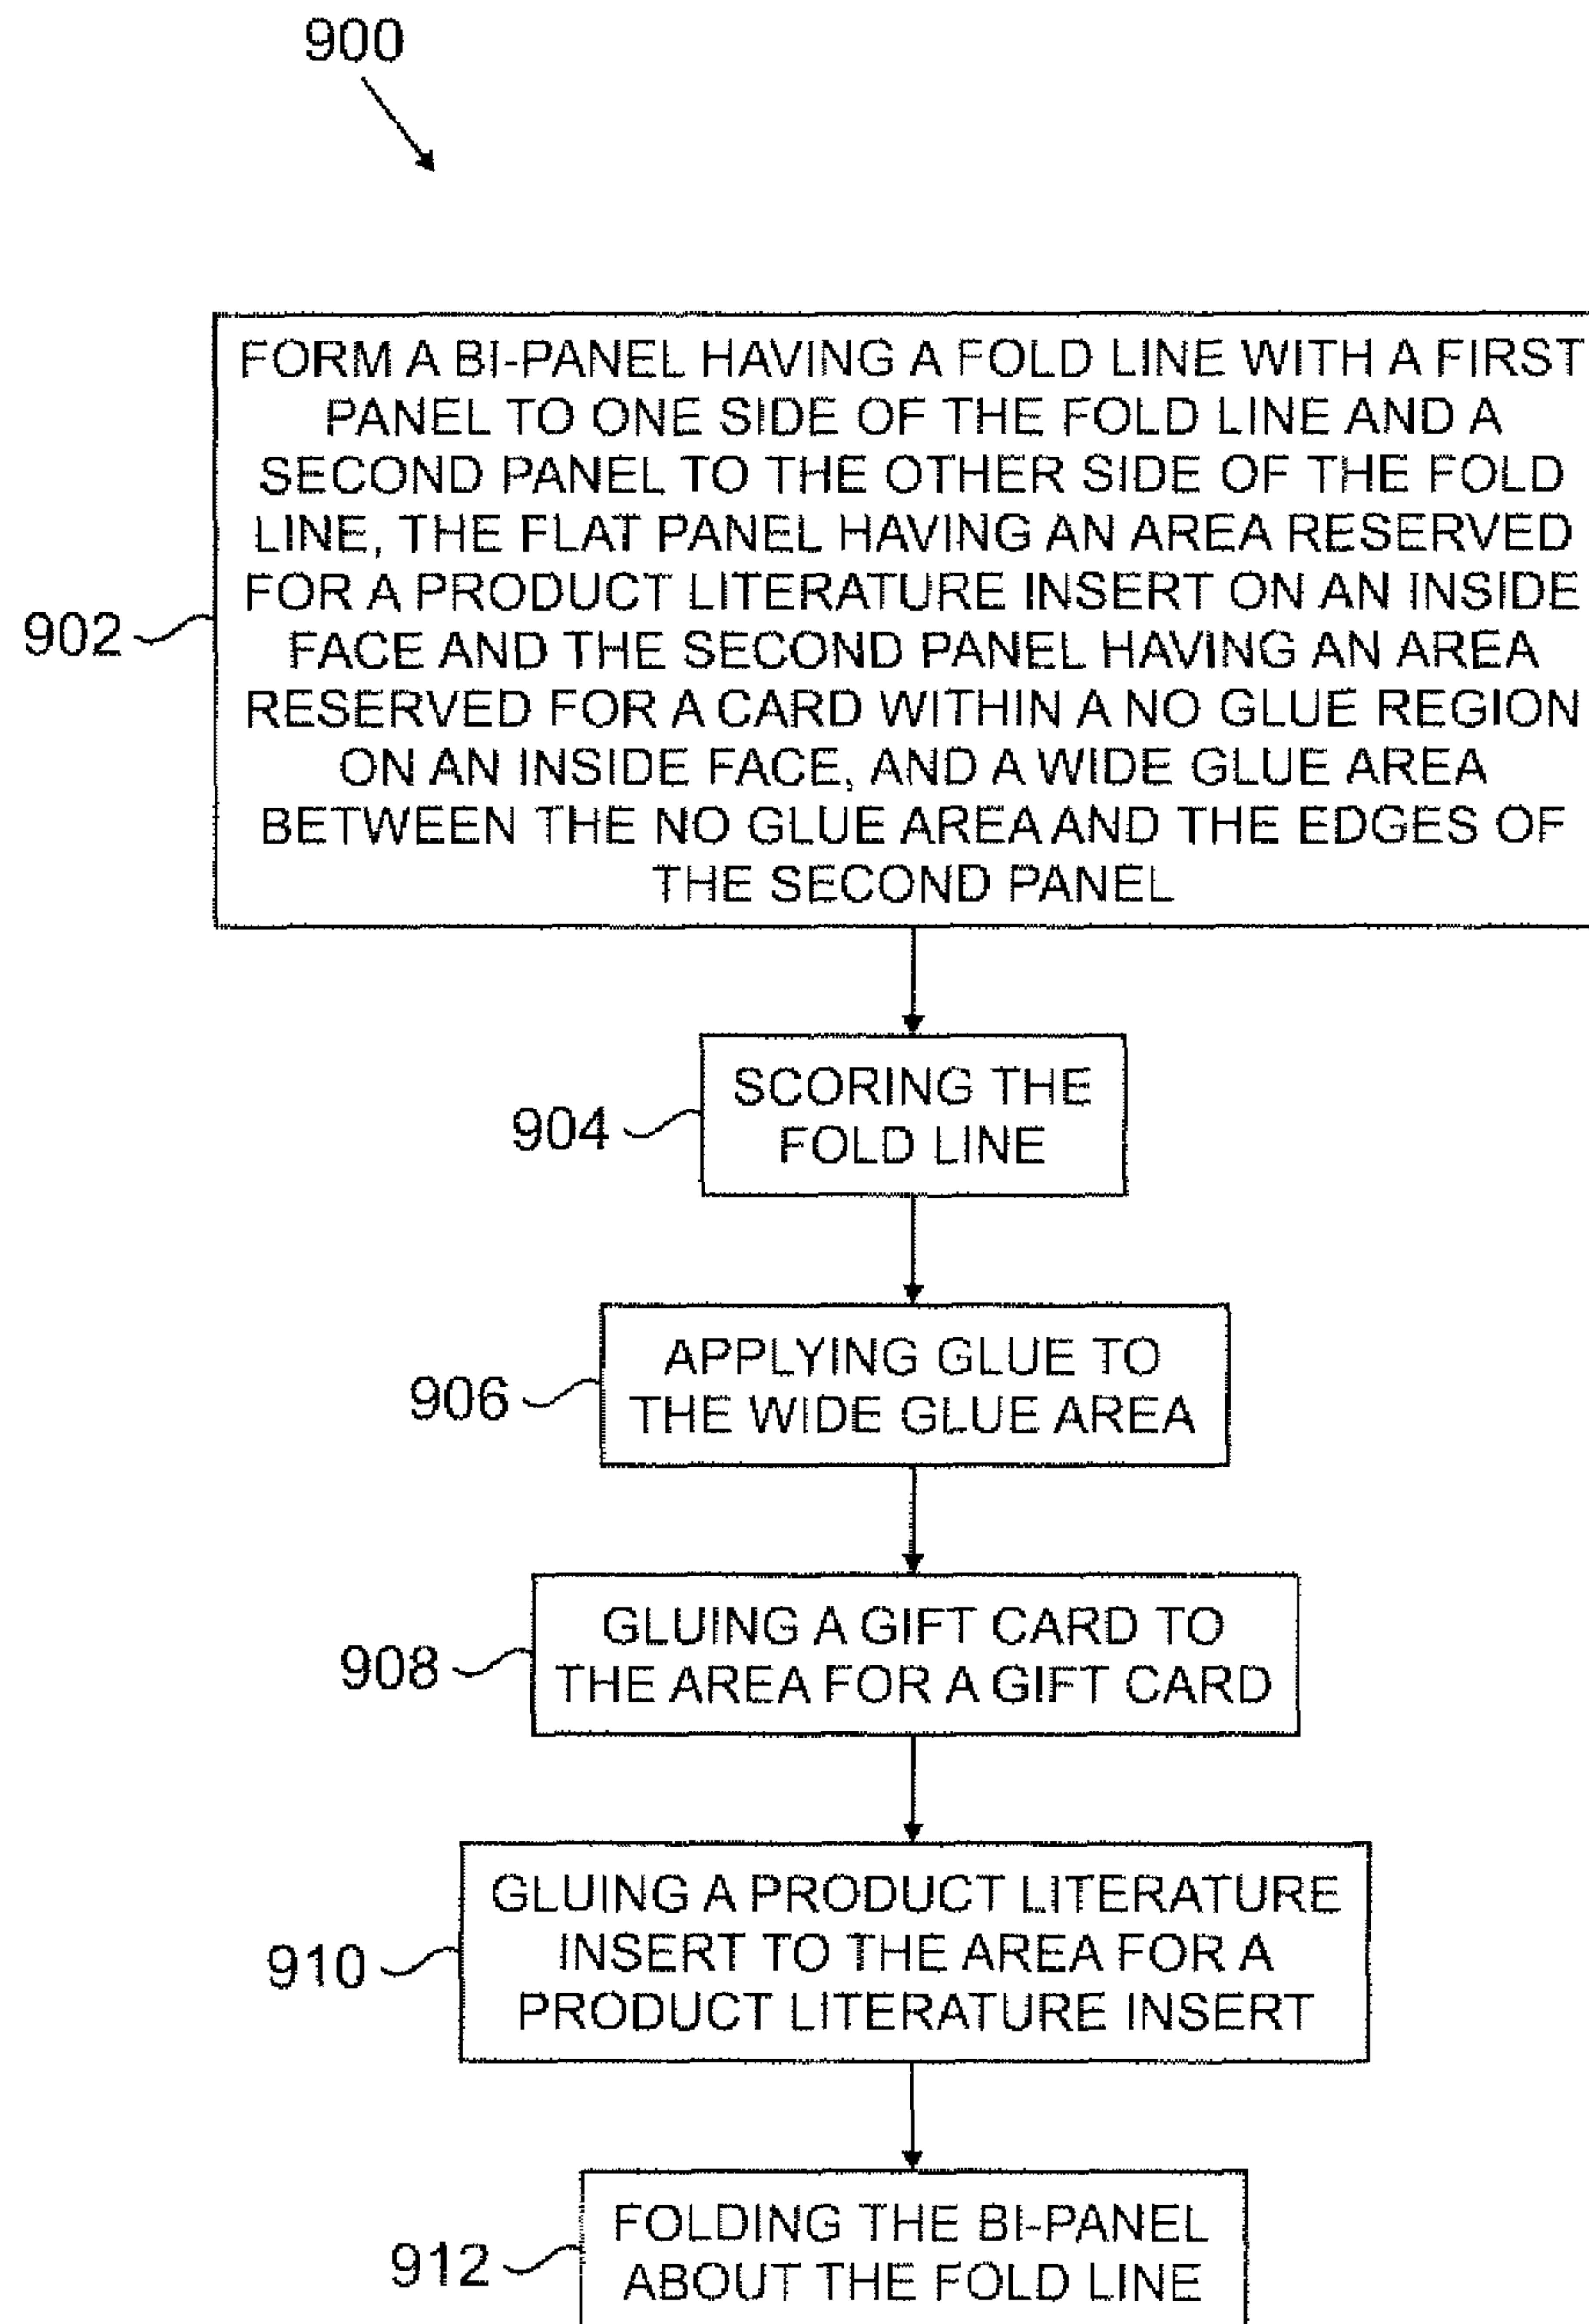 900
FORM A BI-PANEL HAVING A FOLD LINE WITH A FIRST
PANEL TO ONE SIDE OF THE FOLD LINE AND A
SECOND PANEL TO THE OTHER SIDE OF THE FOLD
LINE, THE FLAT PANEL HAVING AN AREA RESERVED
FOR A PRODUCT LITERATURE INSERT ON AN INSIDE
FACE AND THE SECOND PANEL HAVING AN AREA
RESERVED FOR A CARD WITHIN A NO GLUE REGION
ON AN INSIDE FACE, AND A WIDE GLUE AREA
BETWEEN THE NO GLUE AREA AND THE EDGES OF
THE SECOND PANEL
902
SCORING THE
FOLD LINE
904
APPLYING GLUE TO
THE WIDE GLUE AREA
906
GLUING A GIFT CARD TO
THE AREA FOR A GIFT CARD
908
GLUING A PRODUCT LITERATURE
INSERT TO THE AREA FOR A
PRODUCT LITERATURE INSERT
910
FOLDING THE BI-PANEL
ABOUT THE FOLD LINE
912